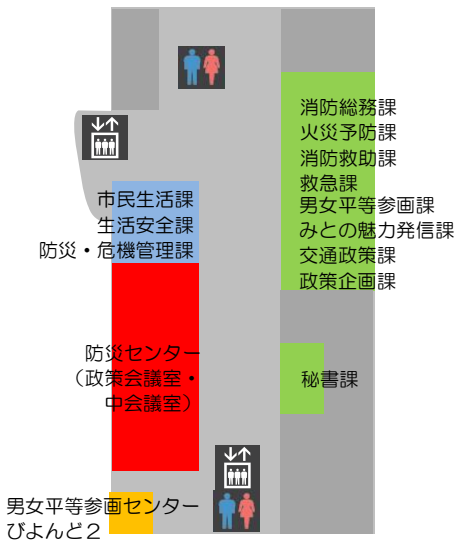 消防総務課
火災予防課
消防救助課
救急課
男女平等参画課
みとの魅力発信課
交通政策課
政策企画課
市民生活課
生活安全課
防災・危機管理課
防災センター
（政策会議室・
中会議室）
秘書課
男女平等参画センター
びよんど２